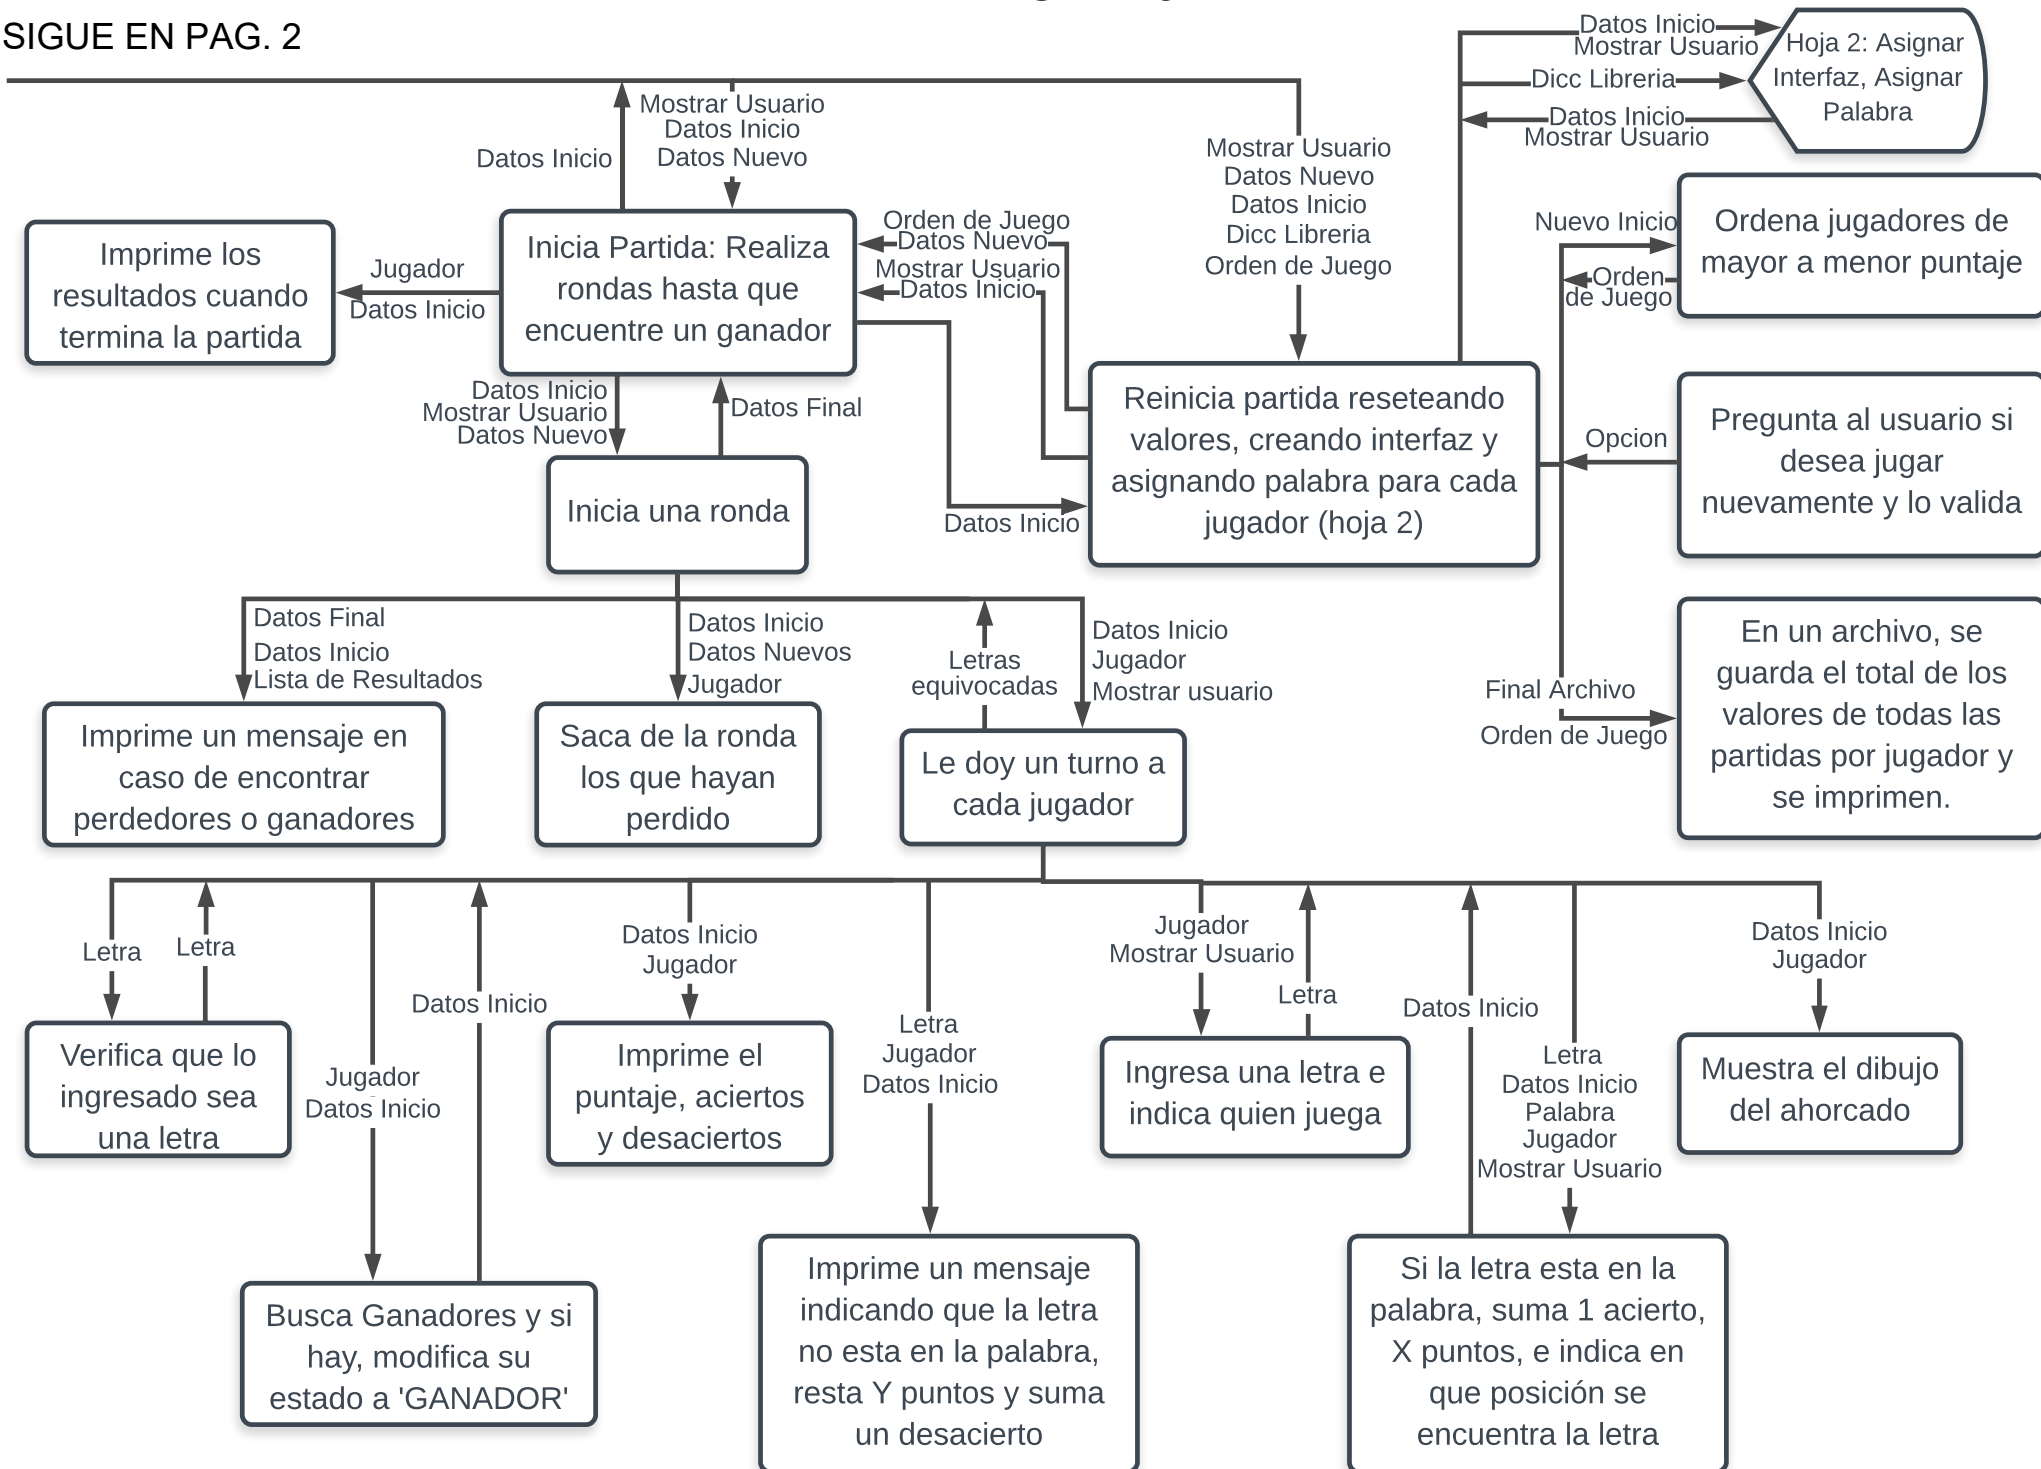 SIGUE EN PAG. 2
Datos Inicio
Mostrar Usuario
Dicc Libreria
Datos Inicio
Mostrar Usuario
Hoja 2: Asignar
Interfaz, Asignar
Palabra
Datos Inicio
Mostrar Usuario
Datos Inicio
Datos Nuevo
Mostrar Usuario
Datos Nuevo
Datos Inicio
Dicc Libreria
Orden de Juego
Imprime los
resultados cuando
termina la partida
Jugador
Datos Inicio
Inicia Partida: Realiza
rondas hasta que
encuentre un ganador
Orden de Juego
Datos Nuevo
Mostrar Usuario
Datos Inicio
Nuevo Inicio
Orden
de Juego
Ordena jugadores de
mayor a menor puntaje
Datos Inicio
Mostrar Usuario
Datos Nuevo
Datos Final
Datos Inicio
Reinicia partida reseteando
valores, creando interfaz y
asignando palabra para cada
jugador (hoja 2)
Opcion
Pregunta al usuario si
desea jugar
nuevamente y lo valida
Inicia una ronda
Datos Final
Datos Inicio
Lista de Resultados
Datos Inicio
Datos Nuevos
Jugador
Letras
equivocadas
Datos Inicio
Jugador
Mostrar usuario
Final Archivo
Orden de Juego
En un archivo, se
guarda el total de los
valores de todas las
partidas por jugador y
se imprimen.
Imprime un mensaje en
caso de encontrar
perdedores o ganadores
Saca de la ronda
los que hayan
perdido
Le doy un turno a
cada jugador
Letra
Letra
Jugador
Datos Inicio
Datos Inicio
Datos Inicio
Jugador
Letra
Jugador
Datos Inicio
Jugador
Mostrar Usuario
Letra
Datos Inicio
Letra
Datos Inicio
Palabra
Jugador
Mostrar Usuario
Datos Inicio
Jugador
Verifica que lo
ingresado sea
una letra
Imprime el
puntaje, aciertos
y desaciertos
Ingresa una letra e
indica quien juega
Muestra el dibujo
del ahorcado
Busca Ganadores y si
hay, modifica su
estado a 'GANADOR'
Imprime un mensaje
indicando que la letra
no esta en la palabra,
resta Y puntos y suma
un desacierto
Si la letra esta en la
palabra, suma 1 acierto,
X puntos, e indica en
que posición se
encuentra la letra